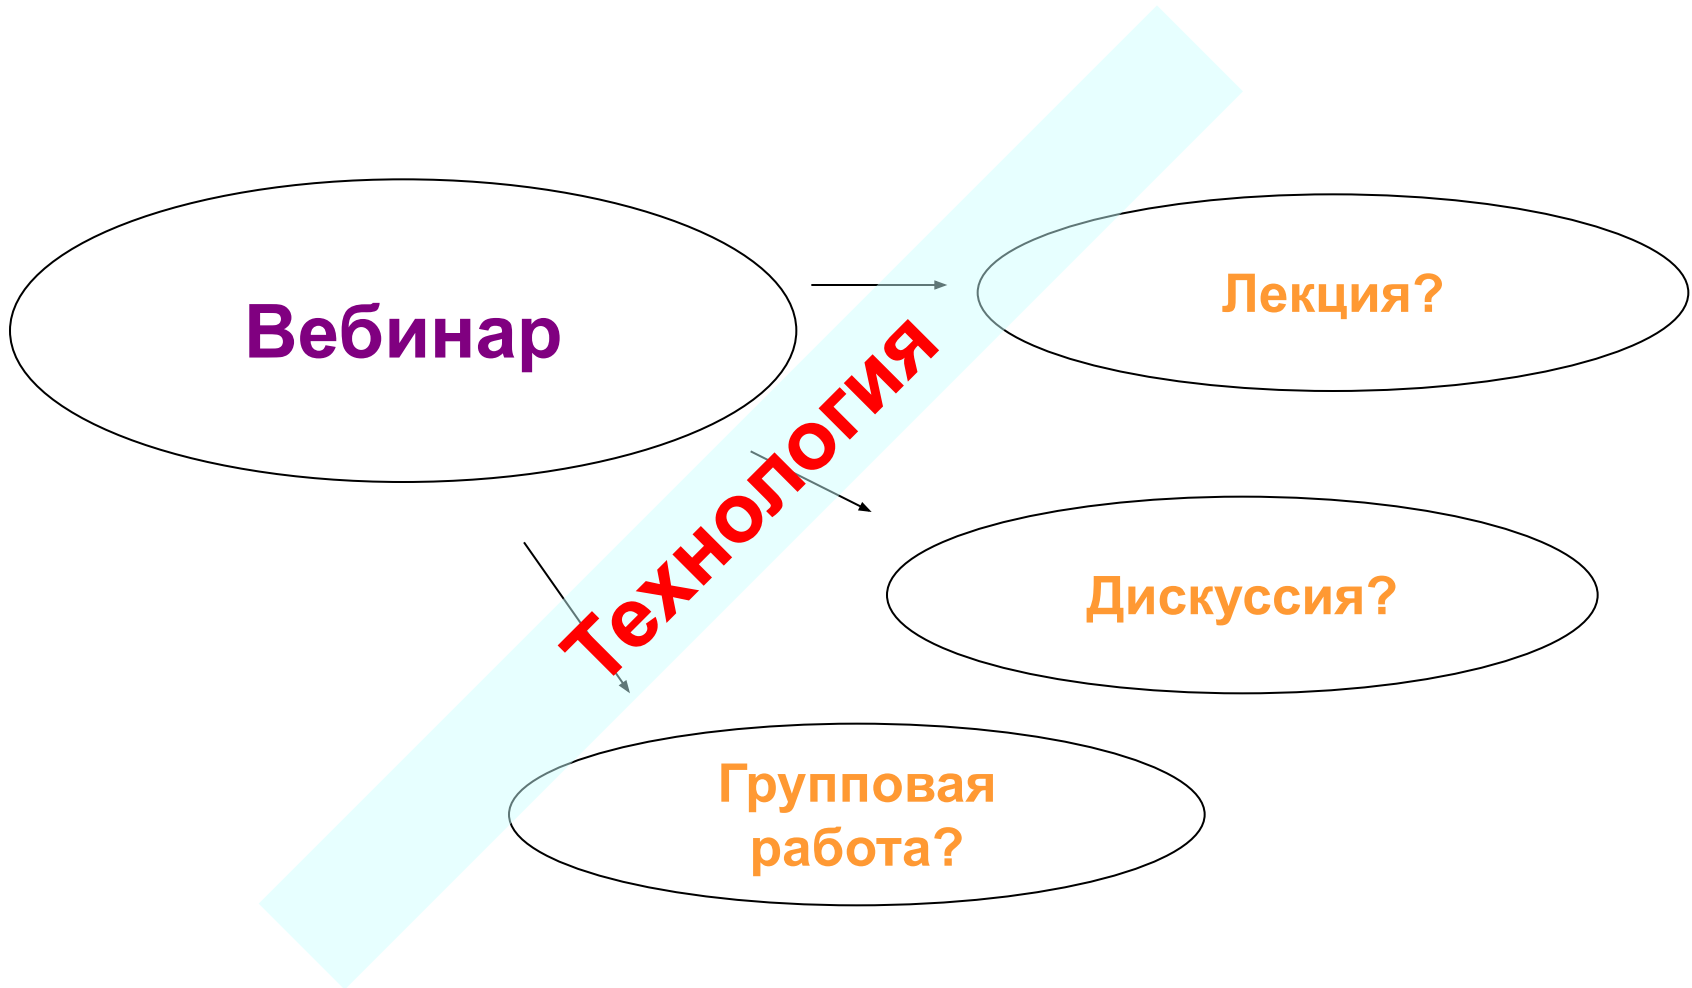 Вебинар
Лекция?
Технология
Дискуссия?
Групповая
работа?